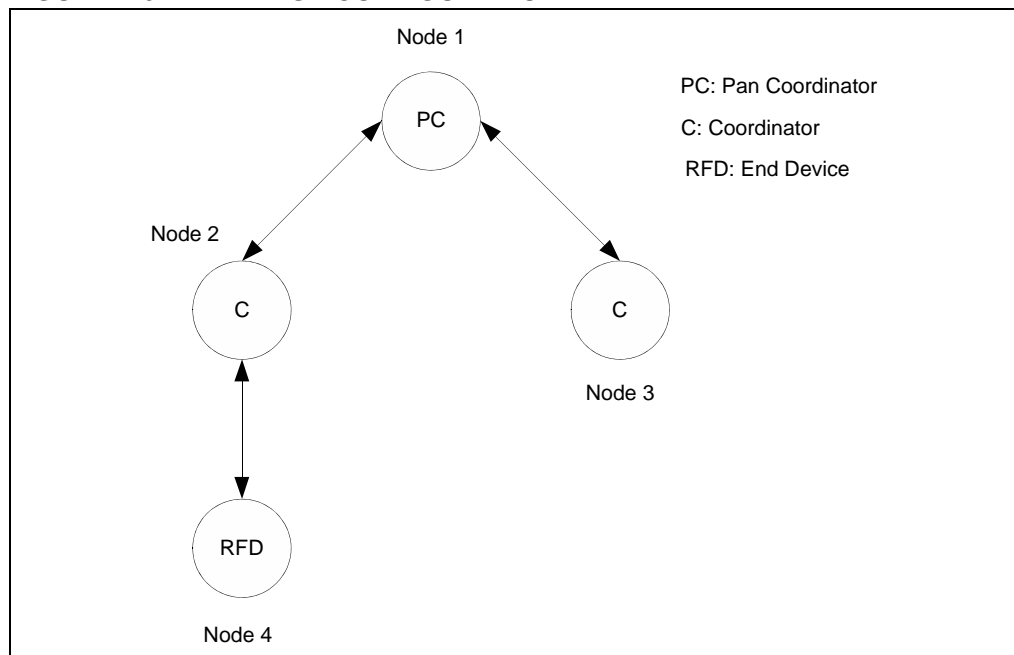 Node 1
PC
PC: Pan Coordinator
C: Coordinator
RFD: End Device
Node 2
C
C
Node 3
RFD
Node 4